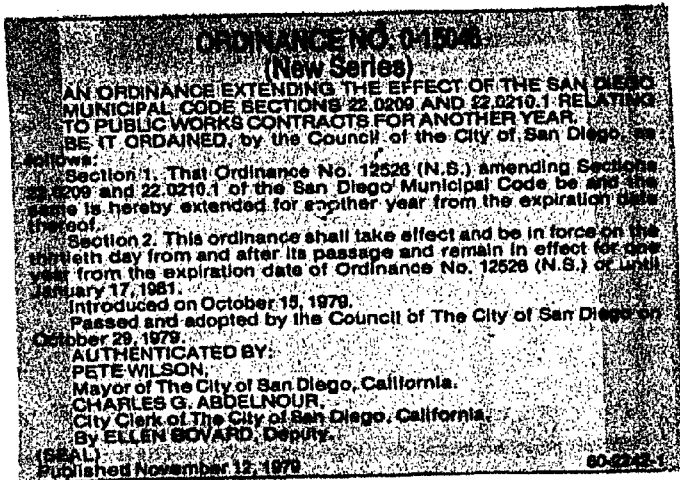 ORDINANCE NO. 0-15046
(New Series)
AN ORDINANCE EXTENDING THE EFFECT OF THE SAN DIEGO
MUNICIPAL CODE SECTIONS 22.0209 AND 22.0210.1 RELATING
TO PUBLIC WORKS CONTRACTS FOR ANOTHER YEAR.
BE IT ORDAINED, by the Council of the City of San Diego, as
follows:
Section 1. That Ordinance No. 12526 (N.S.) amending Sections
22.0209 and 22.0210.1 of the San Diego Municipal Code be and the
same is hereby extended for another year from the expiration date
thereof.
Section 2. This ordinance shall take effect and be in force on the
thirtieth day from and after its passage and remain in effect for one
year from the expiration date of Ordinance No. 12526 (N.S.) or until
January 17, 1981.
Introduced on October 15, 1979.
Passed and adopted by the Council of The City of San Diego on
October 29, 1979.
AUTHENTICATED BY:
PETE WILSON,
Mayor of The City of San Diego, California.
CHARLES G. ABDELNOUR,
City Clerk of The City of San Diego, California.
By ELLEN BOVARD, Deputy.
(SEAL)
Published November 12, 1979